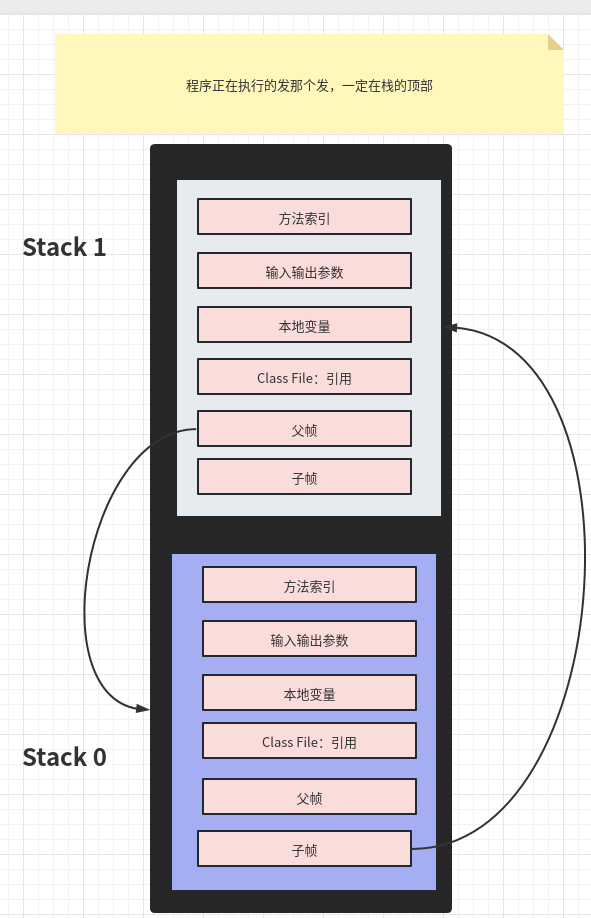 程序正在执行的发那个发，一定在栈的顶部
Stack 1
方法索引
输入输出参数
本地变量
Class File：引用
父帧
子帧
Stack 0
方法索引
输入输出参数
本地变量
Class File：引用
父帧
子帧